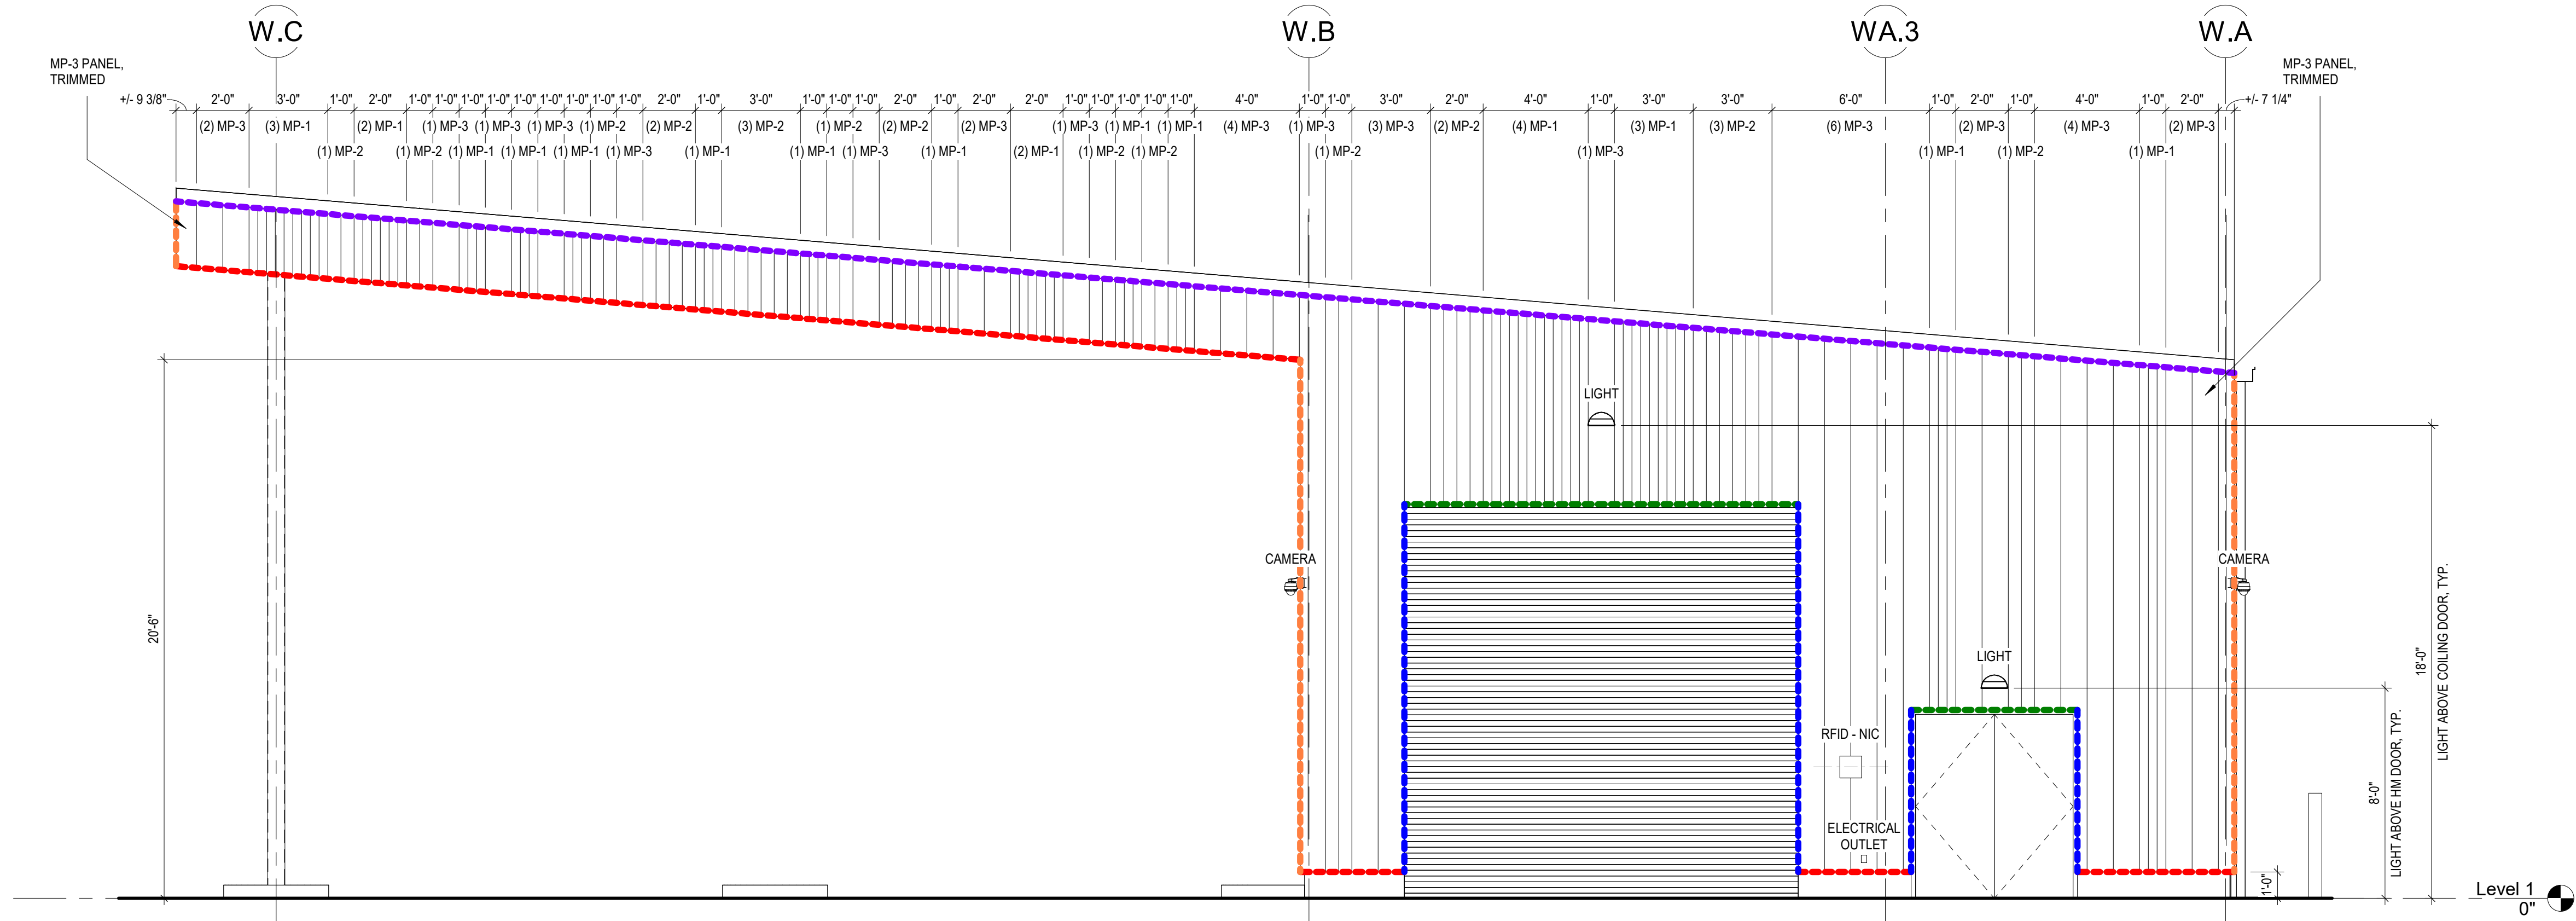 W.C
W.B
WA.3
W.A
MP-3 PANEL,
TRIMMED
MP-3 PANEL,
TRIMMED
+/- 9 3/8" 2'-0" 3'-0" 1'-0" 2'-0" 1'-0" 1'-0" 1'-0" 1'-0" 1'-0" 1'-0" 1'-0" 1'-0" 1'-0" 2'-0" 1'-0" 3'-0" 1'-0" 1'-0" 1'-0" 2'-0" 1'-0" 2'-0" 2'-0" 1'-0" 1'-0" 1'-0" 1'-0" 1'-0" 4'-0" 1'-0" 1'-0" 3'-0" 2'-0" 4'-0" 1'-0" 3'-0" 3'-0" 6'-0" 1'-0" 2'-0" 1'-0" 4'-0" 1'-0" 2'-0" +/- 7 1/4"
(2) MP-3 (3) MP-1 (2) MP-1 (1) MP-3 (1) MP-3 (1) MP-3 (1) MP-2 (2) MP-2 (3) MP-2 (1) MP-2 (2) MP-2 (2) MP-3 (1) MP-3 (1) MP-1 (1) MP-1 (4) MP-3 (1) MP-3 (3) MP-3 (2) MP-2 (4) MP-1 (3) MP-1 (3) MP-2 (6) MP-3 (2) MP-3 (4) MP-3 (2) MP-3
(1) MP-2 (1) MP-2 (1) MP-1 (1) MP-1 (1) MP-1 (1) MP-3 (1) MP-1 (1) MP-1 (1) MP-3 (1) MP-1 (2) MP-1 (1) MP-2 (1) MP-2 (1) MP-2 (1) MP-3 (1) MP-1 (1) MP-2 (1) MP-1
LIGHT
CAMERA
CAMERA
20'-6"
LIGHT
RFID - NIC
ELECTRICAL
OUTLET
18'-0"
LIGHT ABOVE COILING DOOR, TYP.
8'-0"
LIGHT ABOVE HM DOOR, TYP.
1'-0"
Level 1
0"